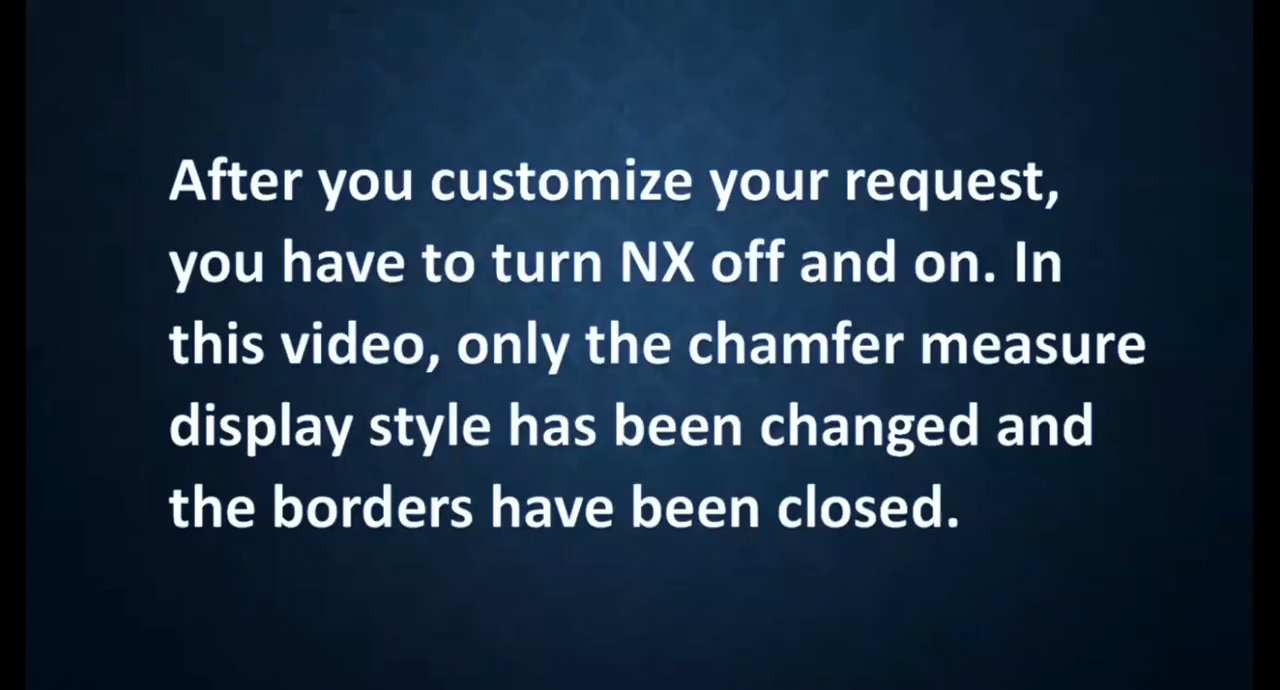 After you customize your request,
you have to turn NX off and on. In
this video, only the chamfer measure
display style has been changed and
the borders have been closed.